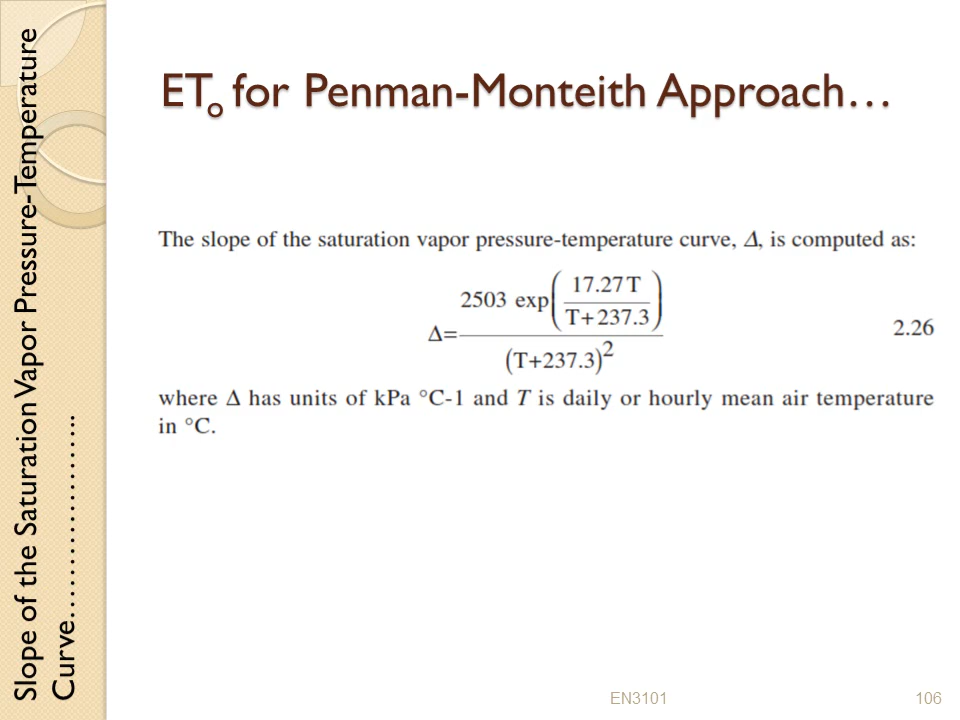 Slope of the Saturation Vapor Pressure-Temperature
Curve…………………..
ETo for Penman-Monteith Approach…
The slope of the saturation vapor pressure-temperature curve, Δ, is computed as:
Δ= 2503 exp(17.27T / T+237.3) / (T+237.3)² 2.26
where Δ has units of kPa °C-1 and T is daily or hourly mean air temperature
in °C.
EN3101 106